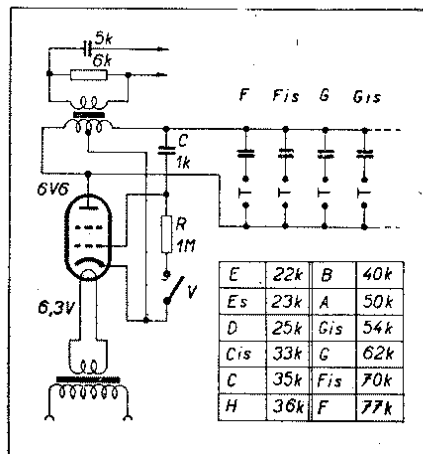 5k
6k
F Fis G Gis
C
1k
6V6
R
1M
V
6,3V
E 22k B 40k
Es 23k A 50k
D 25k Gis 54k
Cis 33k G 62k
C 35k Fis 70k
H 36k F 77k